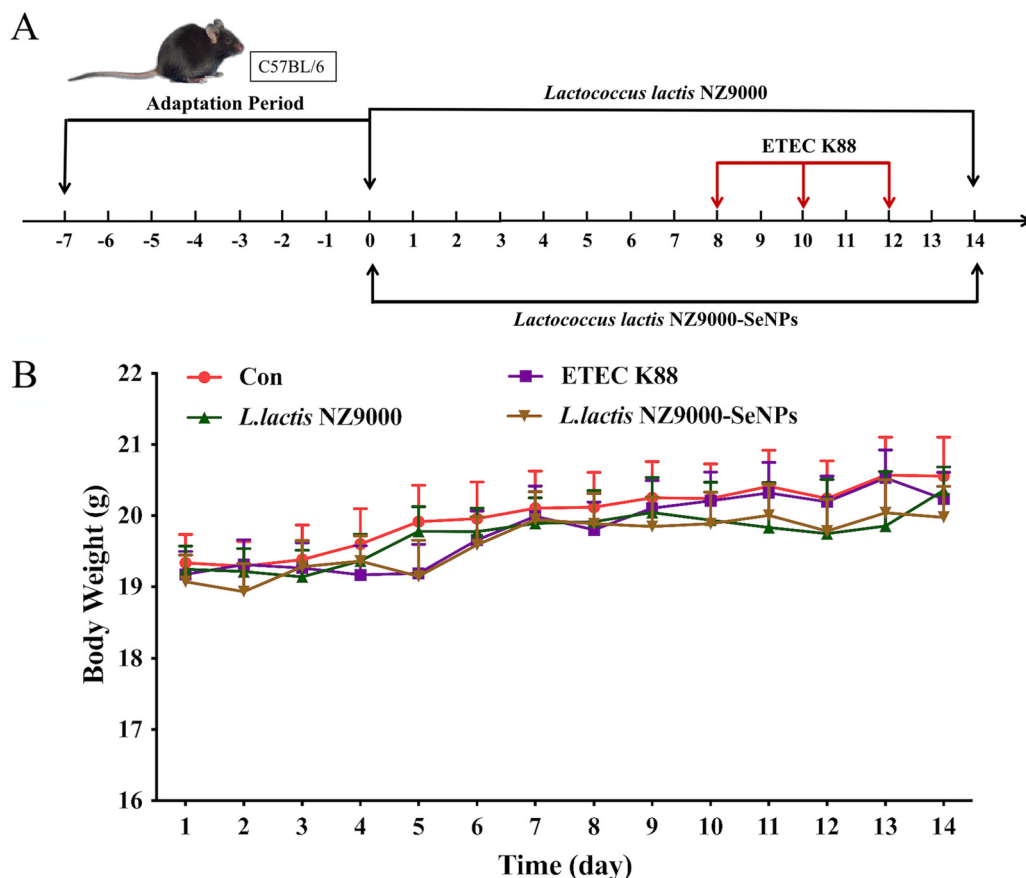 A
C57BL/6
Adaptation Period
Lactococcus lactis NZ9000
ETEC K88
-7 -6 -5 -4 -3 -2 -1 0 1 2 3 4 5 6 7 8 9 10 11 12 13 14
Lactococcus lactis NZ9000-SeNPs
B
Con
ETEC K88
L.lactis NZ9000
L.lactis NZ9000-SeNPs
Body Weight (g)
22
21
20
19
18
17
16
1 2 3 4 5 6 7 8 9 10 11 12 13 14
Time (day)